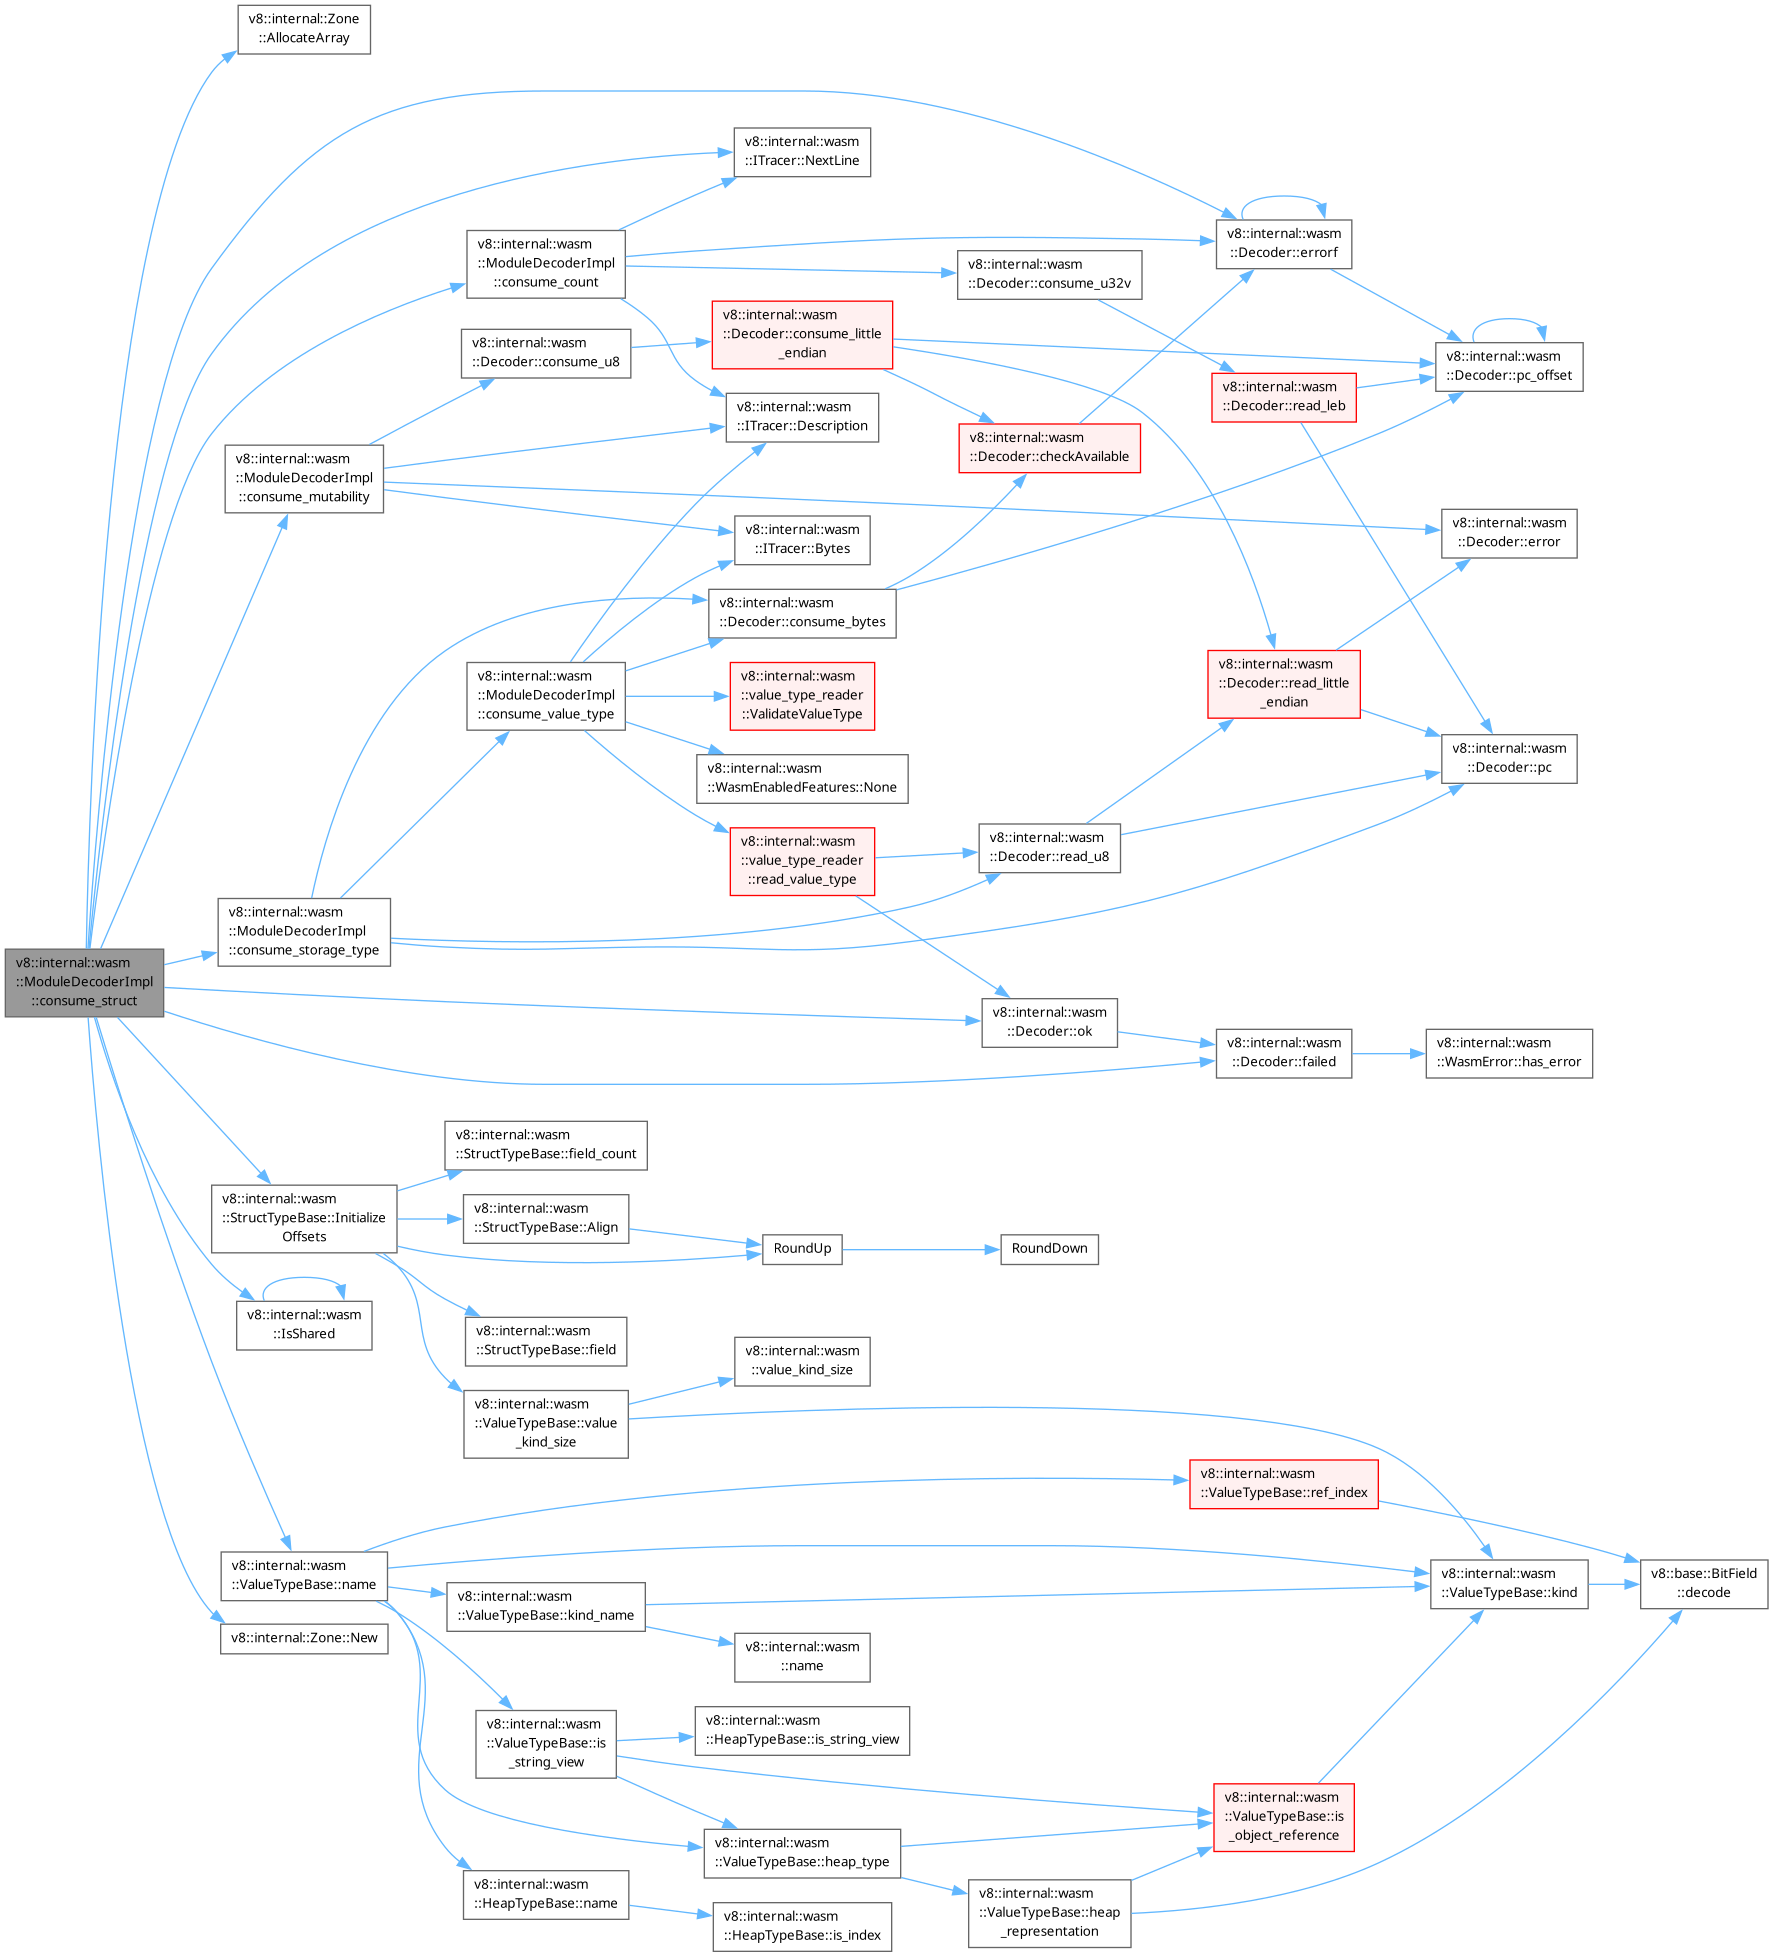 v8::internal::Zone
::AllocateArray
v8::internal::wasm
::ITracer::NextLine
v8::internal::wasm
::Decoder::errorf
v8::internal::wasm
::ModuleDecoderImpl
::consume_count
v8::internal::wasm
::Decoder::consume_u32v
v8::internal::wasm
::Decoder::consume_little
_endian
v8::internal::wasm
::Decoder::consume_u8
v8::internal::wasm
::Decoder::pc_offset
v8::internal::wasm
::Decoder::read_leb
v8::internal::wasm
::ITracer::Description
v8::internal::wasm
::Decoder::checkAvailable
v8::internal::wasm
::ModuleDecoderImpl
::consume_mutability
v8::internal::wasm
::ITracer::Bytes
v8::internal::wasm
::Decoder::error
v8::internal::wasm
::Decoder::consume_bytes
v8::internal::wasm
::ModuleDecoderImpl
::consume_value_type
v8::internal::wasm
::value_type_reader
::ValidateValueType
v8::internal::wasm
::Decoder::read_little
_endian
v8::internal::wasm
::WasmEnabledFeatures::None
v8::internal::wasm
::Decoder::pc
v8::internal::wasm
::value_type_reader
::read_value_type
v8::internal::wasm
::Decoder::read_u8
v8::internal::wasm
::ModuleDecoderImpl
::consume_storage_type
v8::internal::wasm
::ModuleDecoderImpl
::consume_struct
v8::internal::wasm
::Decoder::ok
v8::internal::wasm
::Decoder::failed
v8::internal::wasm
::WasmError::has_error
v8::internal::wasm
::StructTypeBase::field_count
v8::internal::wasm
::StructTypeBase::Initialize
Offsets
v8::internal::wasm
::StructTypeBase::Align
RoundUp
RoundDown
v8::internal::wasm
::IsShared
v8::internal::wasm
::StructTypeBase::field
v8::internal::wasm
::value_kind_size
v8::internal::wasm
::ValueTypeBase::value
_kind_size
v8::internal::wasm
::ValueTypeBase::ref_index
v8::internal::wasm
::ValueTypeBase::name
v8::internal::wasm
::ValueTypeBase::kind
v8::base::BitField
::decode
v8::internal::wasm
::ValueTypeBase::kind_name
v8::internal::Zone::New
v8::internal::wasm
::name
v8::internal::wasm
::ValueTypeBase::is
_string_view
v8::internal::wasm
::HeapTypeBase::is_string_view
v8::internal::wasm
::ValueTypeBase::is
_object_reference
v8::internal::wasm
::ValueTypeBase::heap_type
v8::internal::wasm
::HeapTypeBase::name
v8::internal::wasm
::ValueTypeBase::heap
_representation
v8::internal::wasm
::HeapTypeBase::is_index